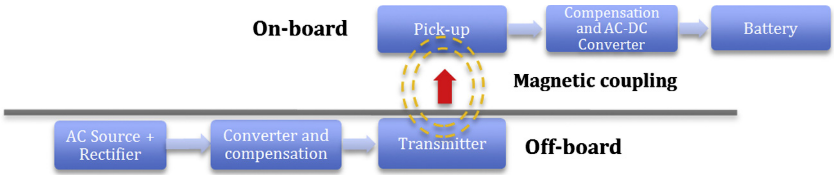 On-board
Pick-up
Compensation
and AC-DC
Converter
Battery
Magnetic coupling
AC Source +
Rectifier
Converter and
compensation
Transmitter
Off-board